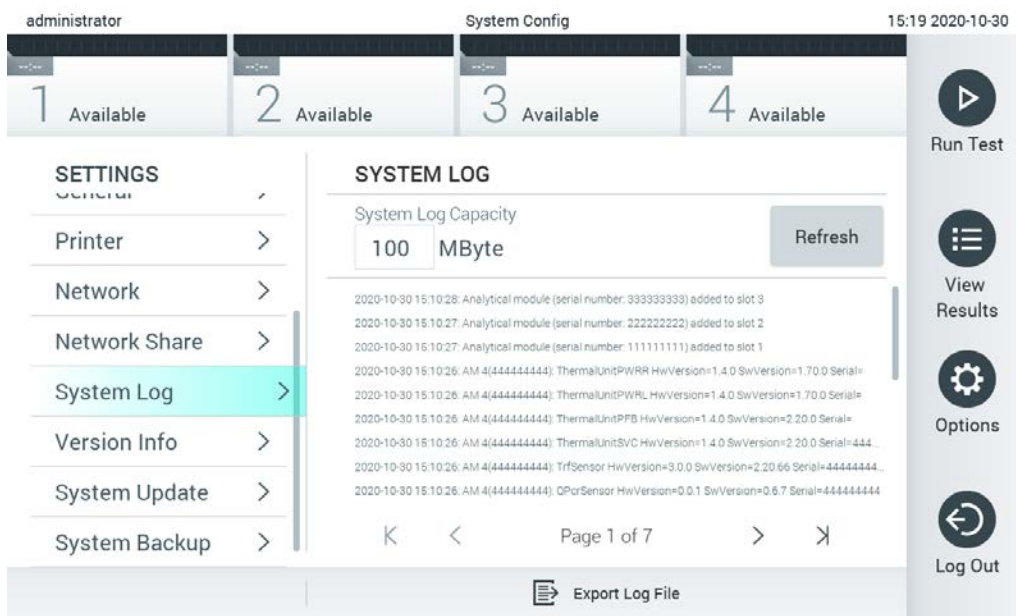 administrator
System Config
15:19 2020-10-30
--:--
--:--
--:--
--:--
1 Available
2 Available
3 Available
4 Available
SETTINGS
General
Printer
Network
Network Share
System Log
Version Info
System Update
System Backup
SYSTEM LOG
System Log Capacity
100 MByte
Refresh
2020-10-30 15:10:28: Analytical module (serial number: 333333333) added to slot 3
2020-10-30 15:10:27: Analytical module (serial number: 222222222) added to slot 2
2020-10-30 15:10:27: Analytical module (serial number: 111111111) added to slot 1
2020-10-30 15:10:26: AM 4(444444444): ThermalUnitPWRR HwVersion=1.4.0 SwVersion=1.70.0 Serial=
2020-10-30 15:10:26: AM 4(444444444): ThermalUnitPWRL HwVersion=1.4.0 SwVersion=1.70.0 Serial=
2020-10-30 15:10:26: AM 4(444444444): ThermalUnitPFB HwVersion=1.4.0 SwVersion=2.20.0 Serial=
2020-10-30 15:10:26: AM 4(444444444): ThermalUnitSVC HwVersion=1.4.0 SwVersion=2.20.0 Serial=444...
2020-10-30 15:10:26: AM 4(444444444): TrfSensor HwVersion=3.0.0 SwVersion=2.20.66 Serial=44444444...
2020-10-30 15:10:26: AM 4(444444444): QPcrSensor HwVersion=0.0.1 SwVersion=0.6.7 Serial=444444444
Page 1 of 7
Export Log File
Run Test
View
Results
Options
Log Out